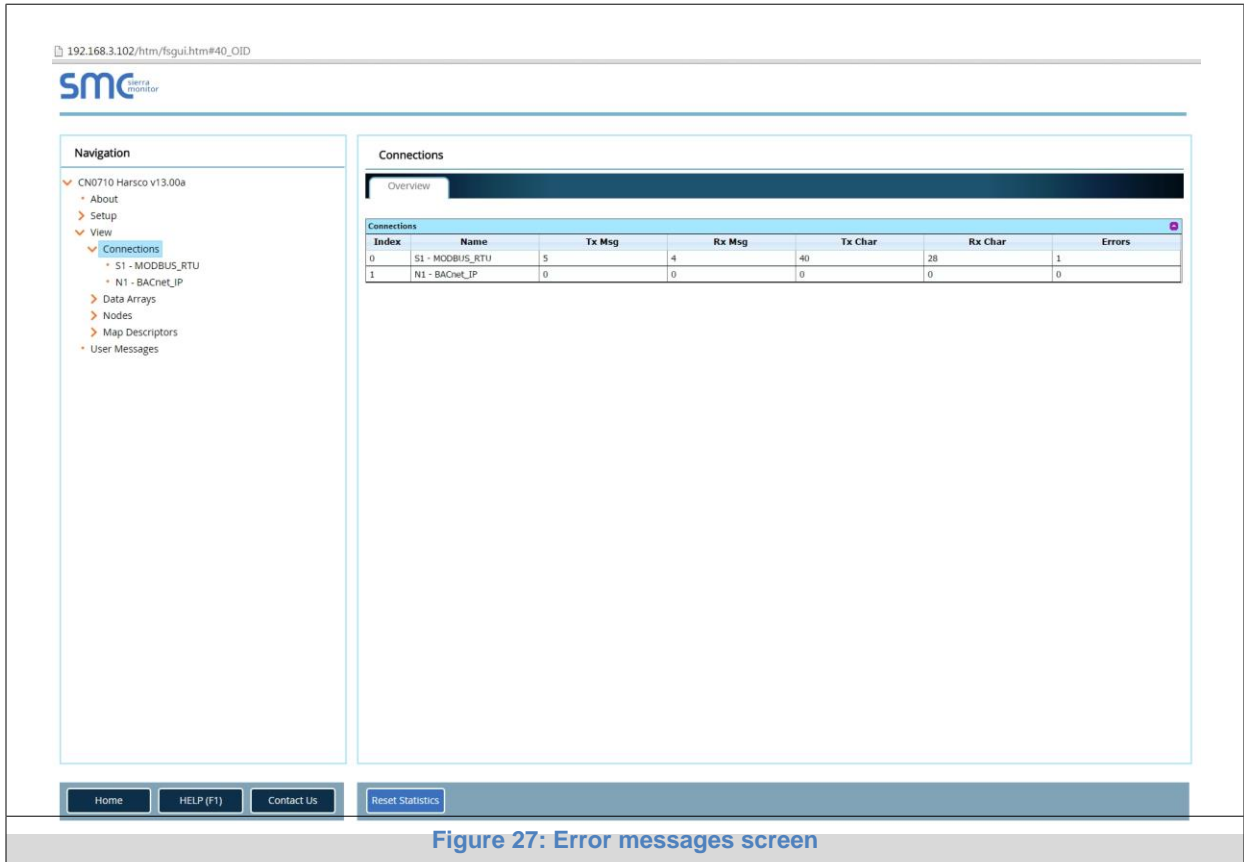 192.168.3.102/htm/fsgui.htm#40_OID
smc sierra monitor
Navigation
CN0710 Harsco v13.00a
About
Setup
View
Connections
S1 - MODBUS_RTU
N1 - BACnet_IP
Data Arrays
Nodes
Map Descriptors
User Messages
Connections
Overview
Connections
Index Name Tx Msg Rx Msg Tx Char Rx Char Errors
0 S1 - MODBUS_RTU 5 4 40 28 1
1 N1 - BACnet_IP 0 0 0 0 0
Home HELP (F1) Contact Us Reset Statistics
Figure 27: Error messages screen